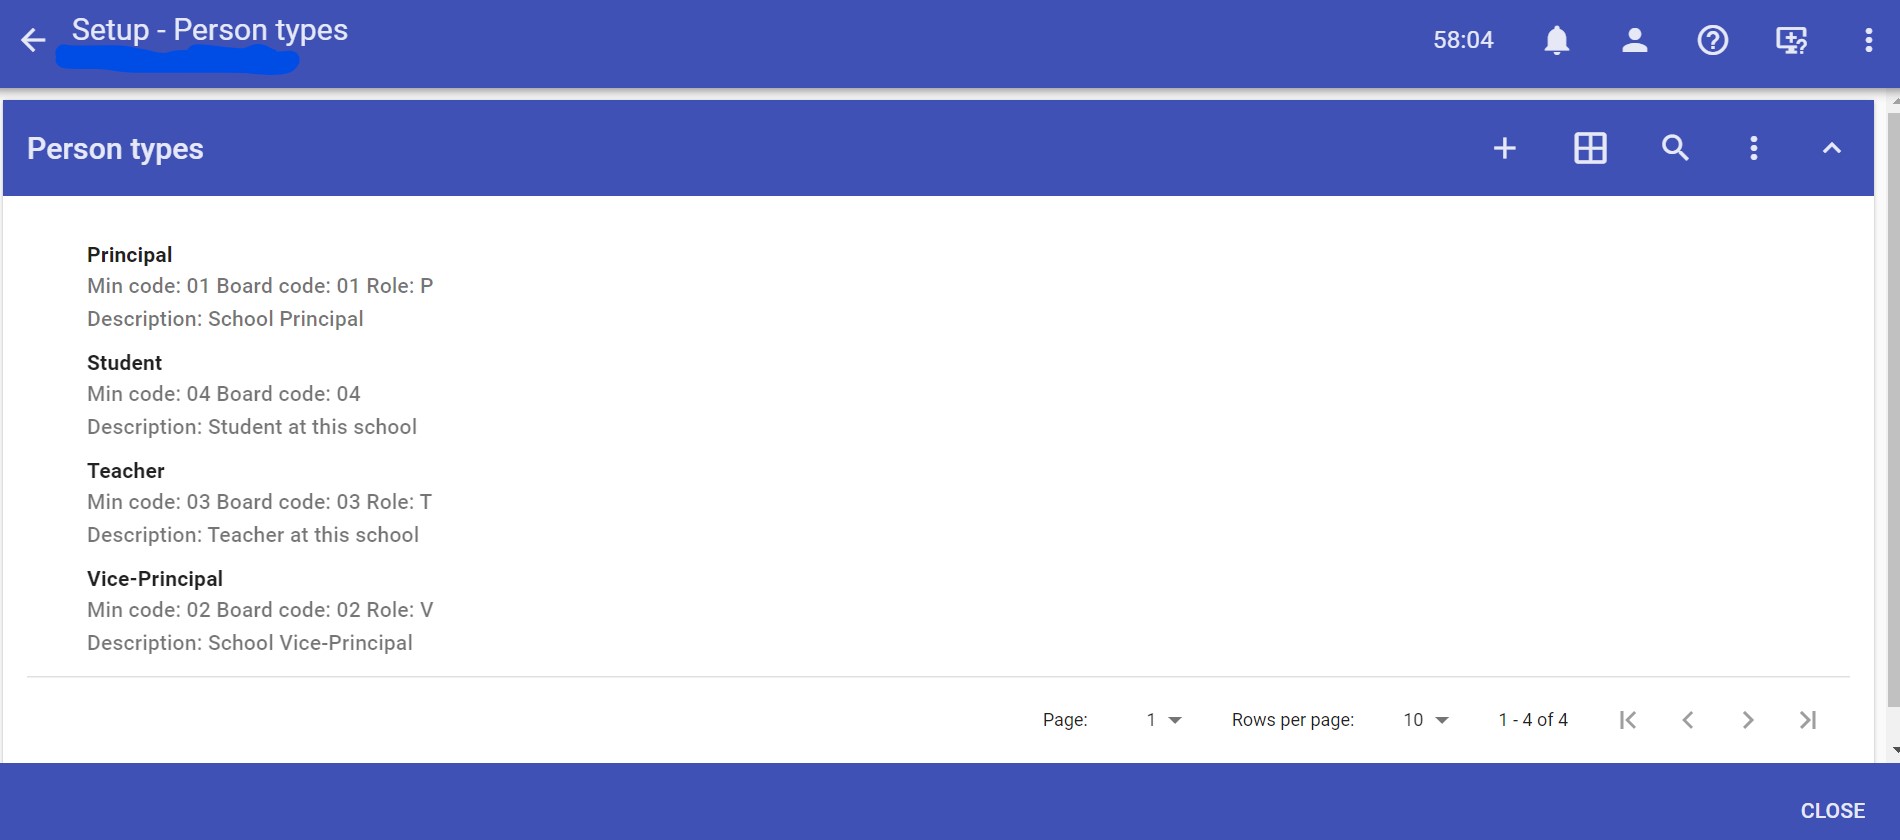 Setup - Person types
58:04
Person types
Principal
Min code: 01 Board code: 01 Role: P
Description: School Principal
Student
Min code: 04 Board code: 04
Description: Student at this school
Teacher
Min code: 03 Board code: 03 Role: T
Description: Teacher at this school
Vice-Principal
Min code: 02 Board code: 02 Role: V
Description: School Vice-Principal
Page: 1 Rows per page: 10 1 - 4 of 4
CLOSE